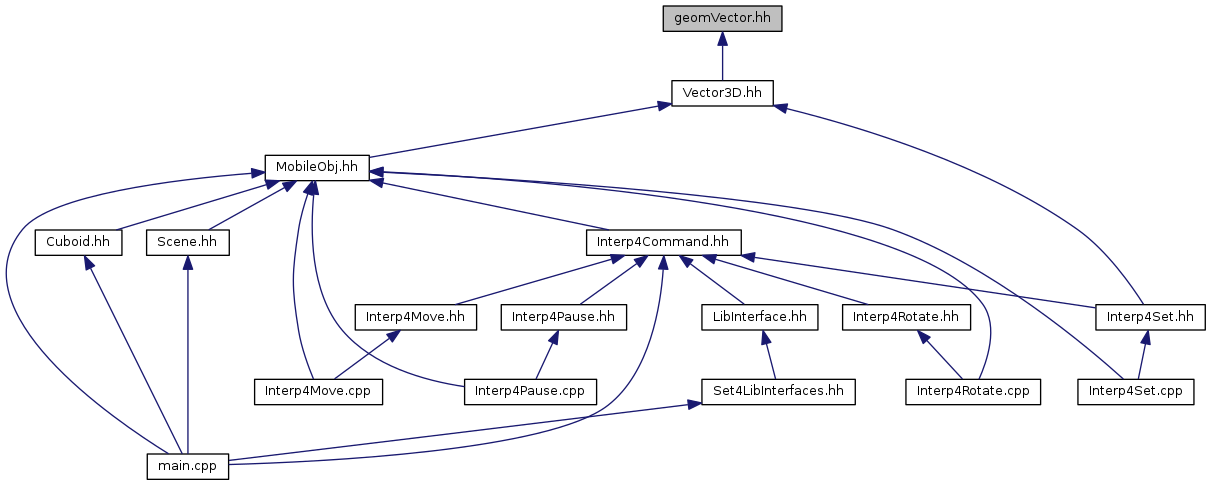 geomVector.hh
Vector3D.hh
MobileObj.hh
Cuboid.hh
Scene.hh
Interp4Command.hh
Interp4Move.hh
Interp4Pause.hh
LibInterface.hh
Interp4Rotate.hh
Interp4Set.hh
Interp4Move.cpp
Interp4Pause.cpp
Set4LibInterfaces.hh
Interp4Rotate.cpp
Interp4Set.cpp
main.cpp